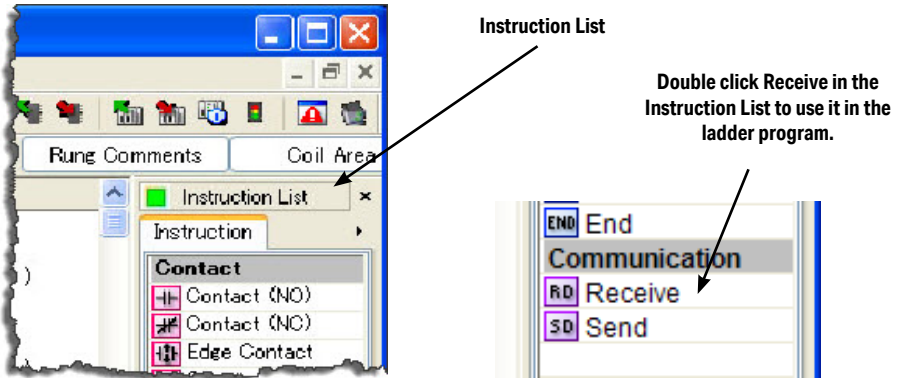 Instruction List
Double click Receive in the
Instruction List to use it in the
ladder program.
Rung Comments
Coil Area
Instruction List
Instruction
Contact
Contact (NO)
Contact (NC)
Edge Contact
END End
Communication
RD Receive
SD Send